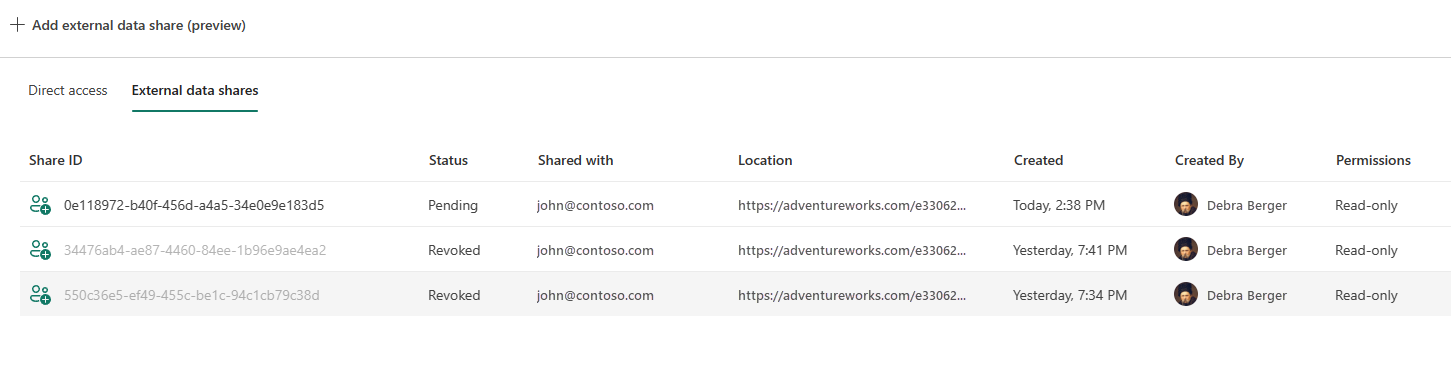 Add external data share (preview)
Direct access External data shares
Share ID Status Shared with Location Created Created By Permissions
0e118972-b40f-456d-a4a5-34e0e9e183d5 Pending john@contoso.com https://adventureworks.com/e33062... Today, 2:38 PM Debra Berger Read-only
34476ab4-ae87-4460-84ee-1b96e9ae4ea2 Revoked john@contoso.com https://adventureworks.com/e33062... Yesterday, 7:41 PM Debra Berger Read-only
550c36e5-ef49-455c-be1c-94c1cb79c38d Revoked john@contoso.com https://adventureworks.com/e33062... Yesterday, 7:34 PM Debra Berger Read-only